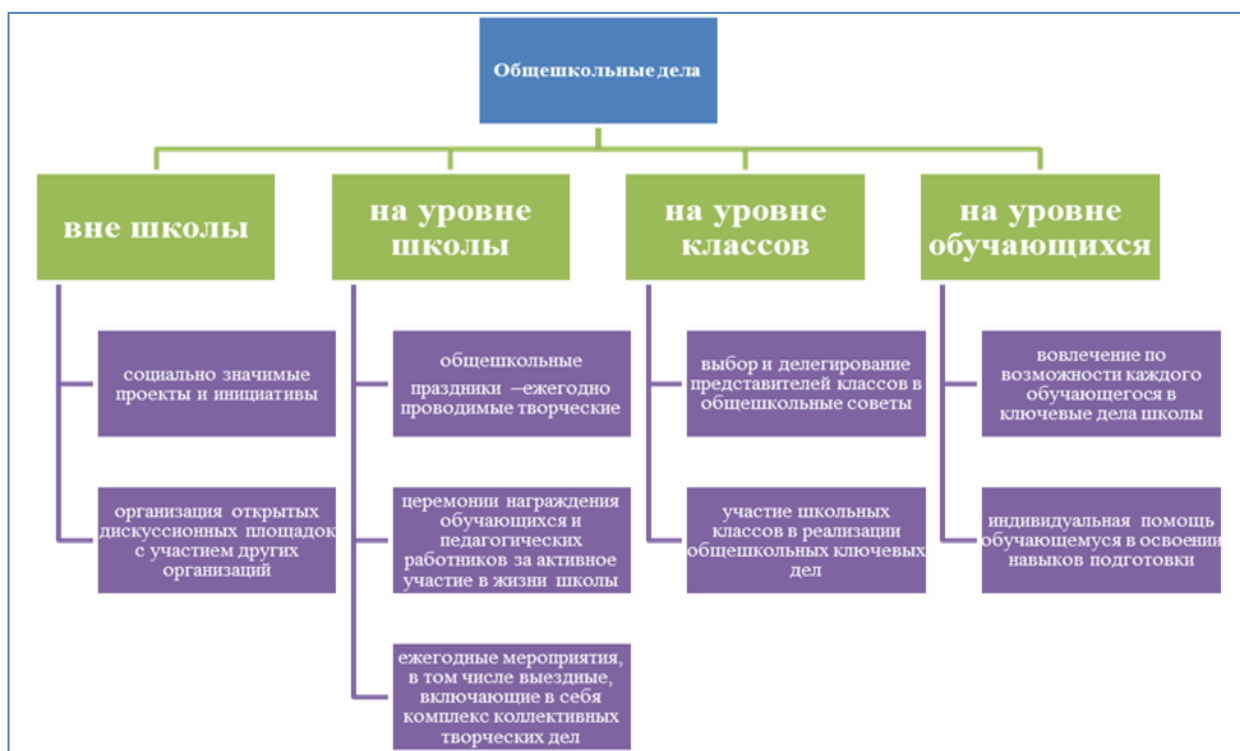 Общешкольные дела
вне школы
на уровне
школы
на уровне
классов
на уровне
обучающихся
социально значимые
проекты и инициативы
организация открытых
дискуссионных площадок
с участием других
организаций
общешкольные
праздники —ежегодно
проводимые творческие
церемонии награждения
обучающихся и
педагогических
работников за активное
участие в жизни школы
ежегодные мероприятия,
в том числе выездные,
включающие в себя
комплекс коллективных
творческих дел
выбор и делегирование
представителей классов в
общешкольные советы
участие школьных
классов в реализации
общешкольных ключевых
дел
вовлечение по
возможности каждого
обучающегося в
ключевые дела школы
индивидуальная помощь
обучающемуся в освоении
навыков подготовки